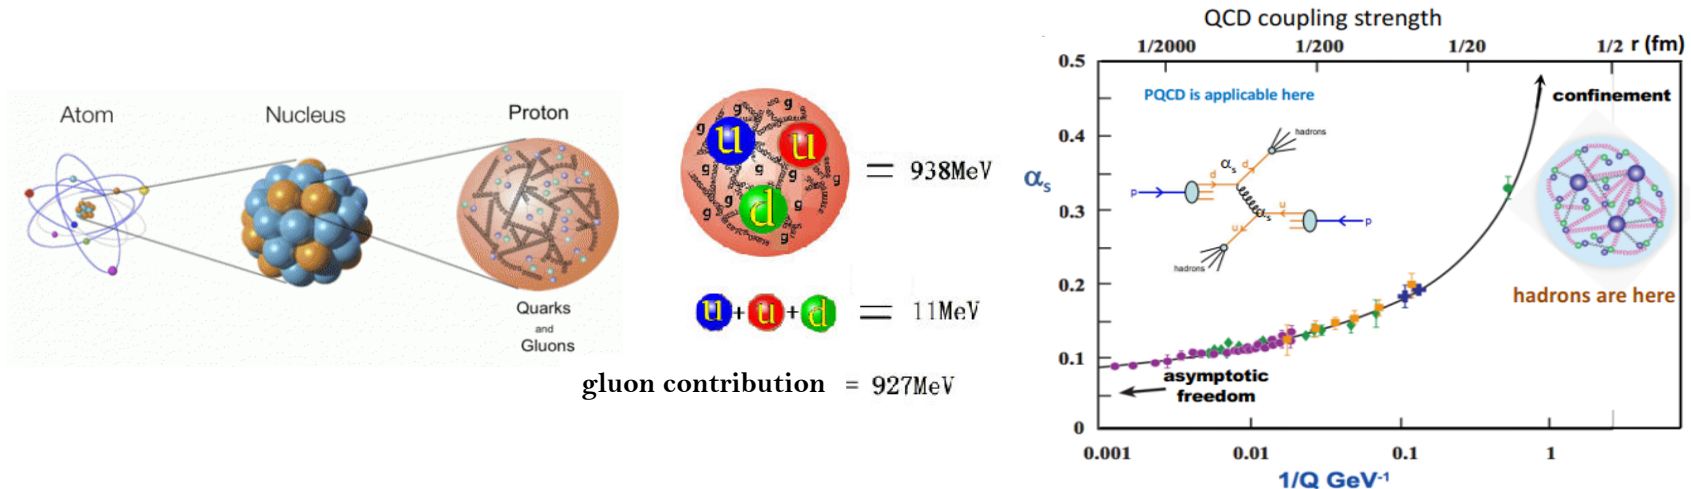 Atom
Nucleus
Proton
Quarks
and
Gluons
g
g
u
u
g
g
g
g
g
g
d
g
= 938MeV
u + u + d = 11MeV
gluon contribution = 927MeV
QCD coupling strength
1/2000 1/200 1/20 1/2 r (fm)
0.5
0.4
0.3
0.2
0.1
0
αs
PQCD is applicable here
confinement
hadrons
αs d
d
p
αs
u
p
u
hadrons
hadrons are here
asymptotic
freedom
0.001 0.01 0.1 1
1/Q GeV-1